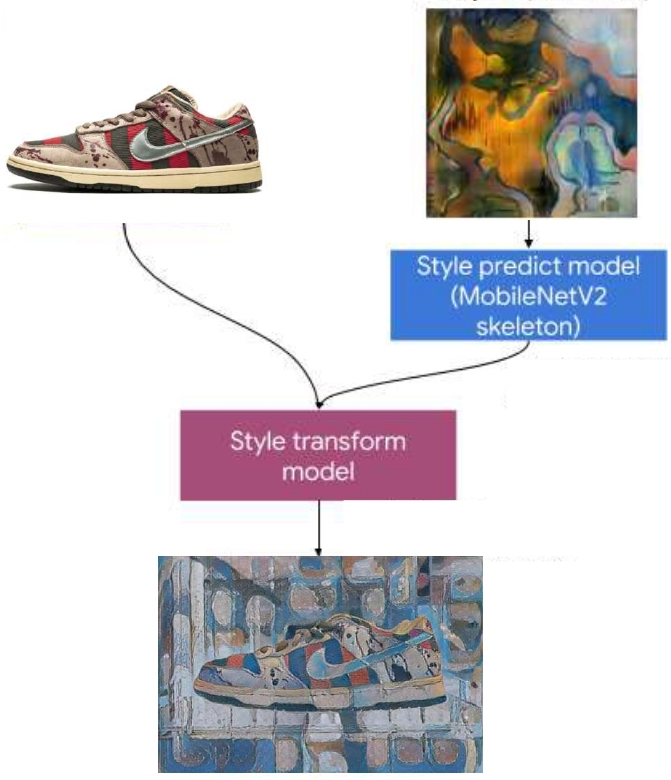 Style predict model
(MobileNetV2
skeleton)
Style transform
model